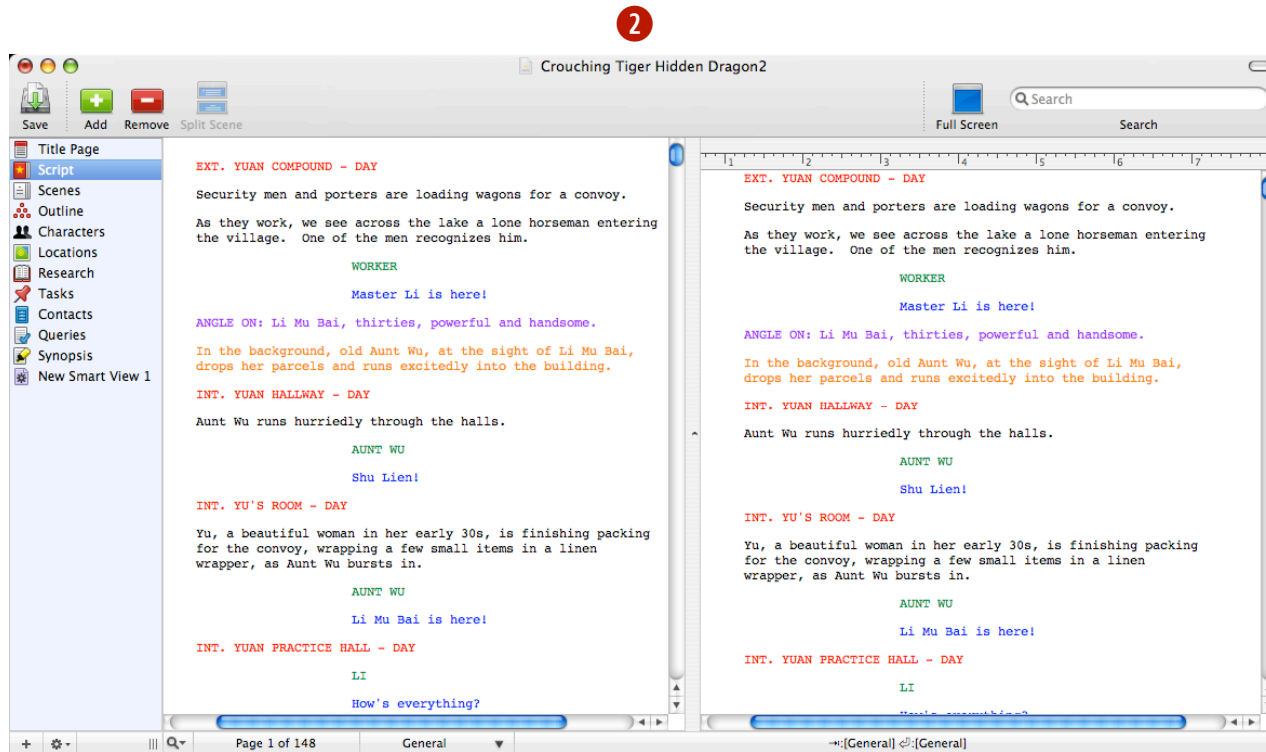 2
Crouching Tiger Hidden Dragon2
Save Add Remove Split Scene
Full Screen
Search
Search
Title Page
Script
Scenes
Outline
Characters
Locations
Research
Tasks
Contacts
Queries
Synopsis
New Smart View 1
EXT. YUAN COMPOUND - DAY
Security men and porters are loading wagons for a convoy.
As they work, we see across the lake a lone horseman entering
the village.  One of the men recognizes him.
WORKER
Master Li is here!
ANGLE ON: Li Mu Bai, thirties, powerful and handsome.
In the background, old Aunt Wu, at the sight of Li Mu Bai,
drops her parcels and runs excitedly into the building.
INT. YUAN HALLWAY - DAY
Aunt Wu runs hurriedly through the halls.
AUNT WU
Shu Lien!
INT. YU'S ROOM - DAY
Yu, a beautiful woman in her early 30s, is finishing packing
for the convoy, wrapping a few small items in a linen
wrapper, as Aunt Wu bursts in.
AUNT WU
Li Mu Bai is here!
INT. YUAN PRACTICE HALL - DAY
LI
How's everything?
1 2 3 4 5 6 7
EXT. YUAN COMPOUND - DAY
Security men and porters are loading wagons for a convoy.
As they work, we see across the lake a lone horseman entering
the village.  One of the men recognizes him.
WORKER
Master Li is here!
ANGLE ON: Li Mu Bai, thirties, powerful and handsome.
In the background, old Aunt Wu, at the sight of Li Mu Bai,
drops her parcels and runs excitedly into the building.
INT. YUAN HALLWAY - DAY
Aunt Wu runs hurriedly through the halls.
AUNT WU
Shu Lien!
INT. YU'S ROOM - DAY
Yu, a beautiful woman in her early 30s, is finishing packing
for the convoy, wrapping a few small items in a linen
wrapper, as Aunt Wu bursts in.
AUNT WU
Li Mu Bai is here!
INT. YUAN PRACTICE HALL - DAY
LI
How's everything?
Page 1 of 148 General
⇥:[General] ⏎:[General]